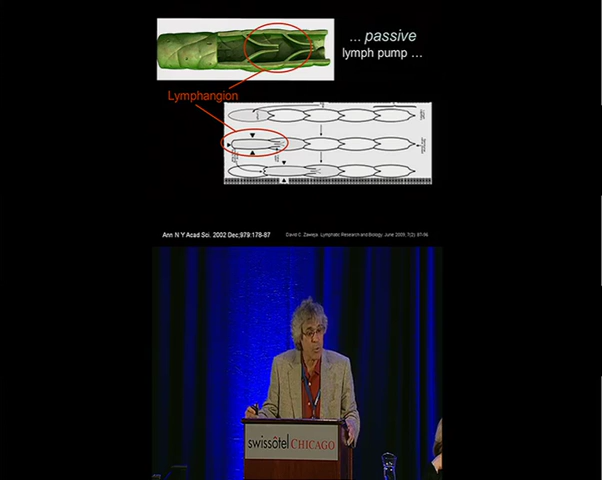 ... passive
lymph pump ...
Lymphangion
Ann N Y Acad Sci. 2002 Dec;979:178-87
David C. Zawieja. Lymphatic Research and Biology. June 2009, 7(2): 87-96.
swissôtel CHICAGO